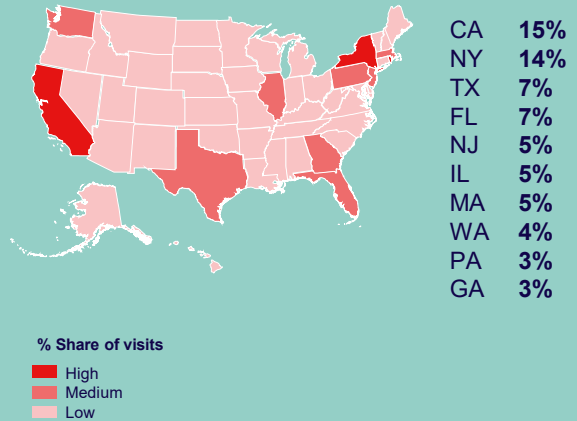 CA 15%
NY 14%
TX 7%
FL 7%
NJ 5%
IL 5%
MA 5%
WA 4%
PA 3%
GA 3%
% Share of visits
High
Medium
Low